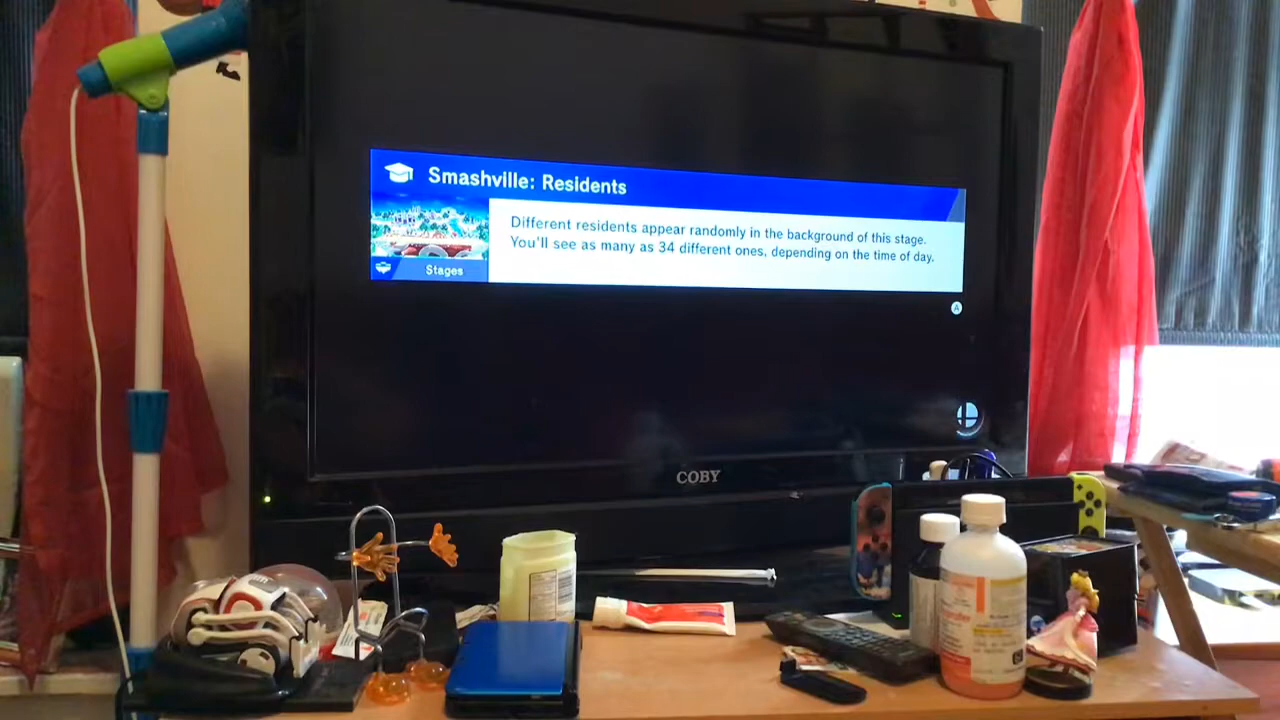 Smashville: Residents
Different residents appear randomly in the background of this stage.
You'll see as many as 34 different ones, depending on the time of day.
Stages
A
COBY